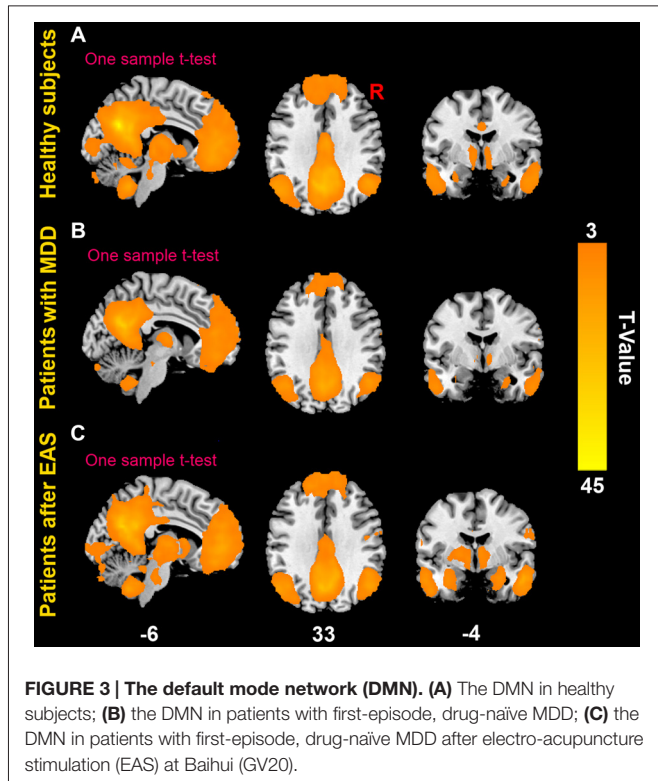 Healthy subjects
A
One sample t-test
R
Patients with MDD
B
One sample t-test
Patients after EAS
C
One sample t-test
3
T-Value
45
-6
33
-4
FIGURE 3 | The default mode network (DMN). (A) The DMN in healthy
subjects; (B) the DMN in patients with first-episode, drug-naïve MDD; (C) the
DMN in patients with first-episode, drug-naïve MDD after electro-acupuncture
stimulation (EAS) at Baihui (GV20).